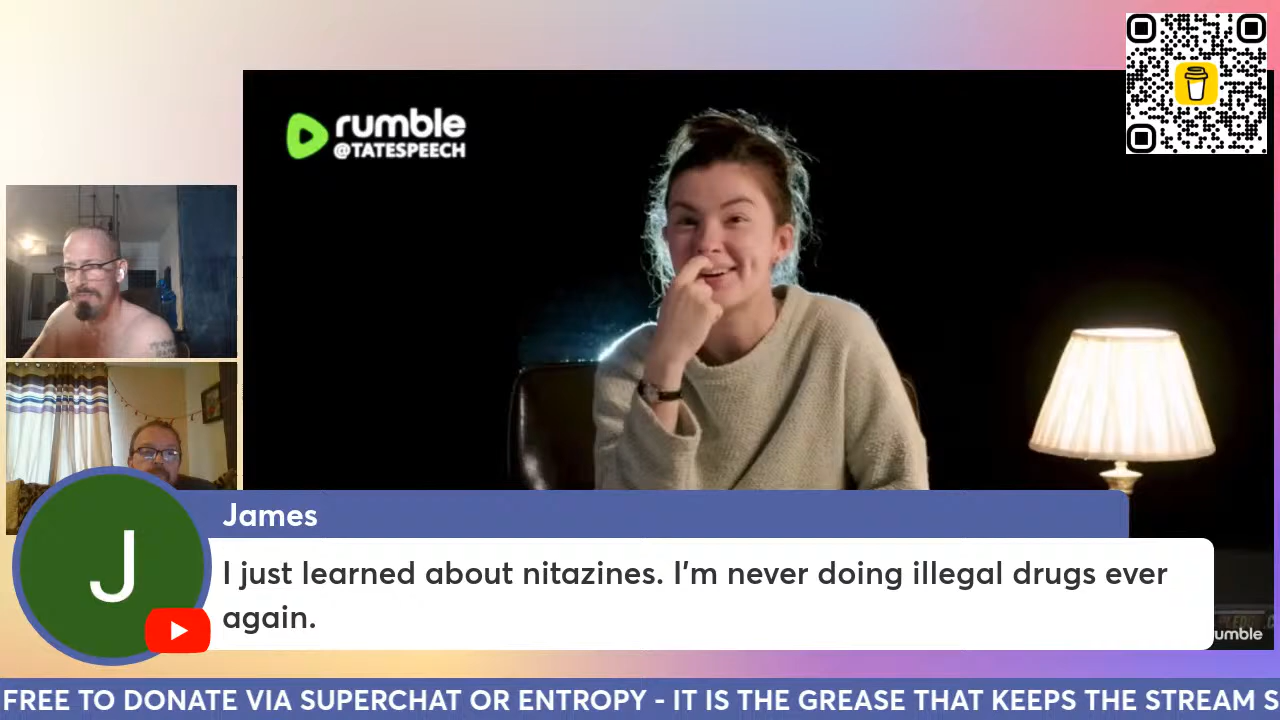 rumble
@TATESPEECH
J
James
I just learned about nitazines. I'm never doing illegal drugs ever
again.
umble
FREE TO DONATE VIA SUPERCHAT OR ENTROPY - IT IS THE GREASE THAT KEEPS THE STREAM S